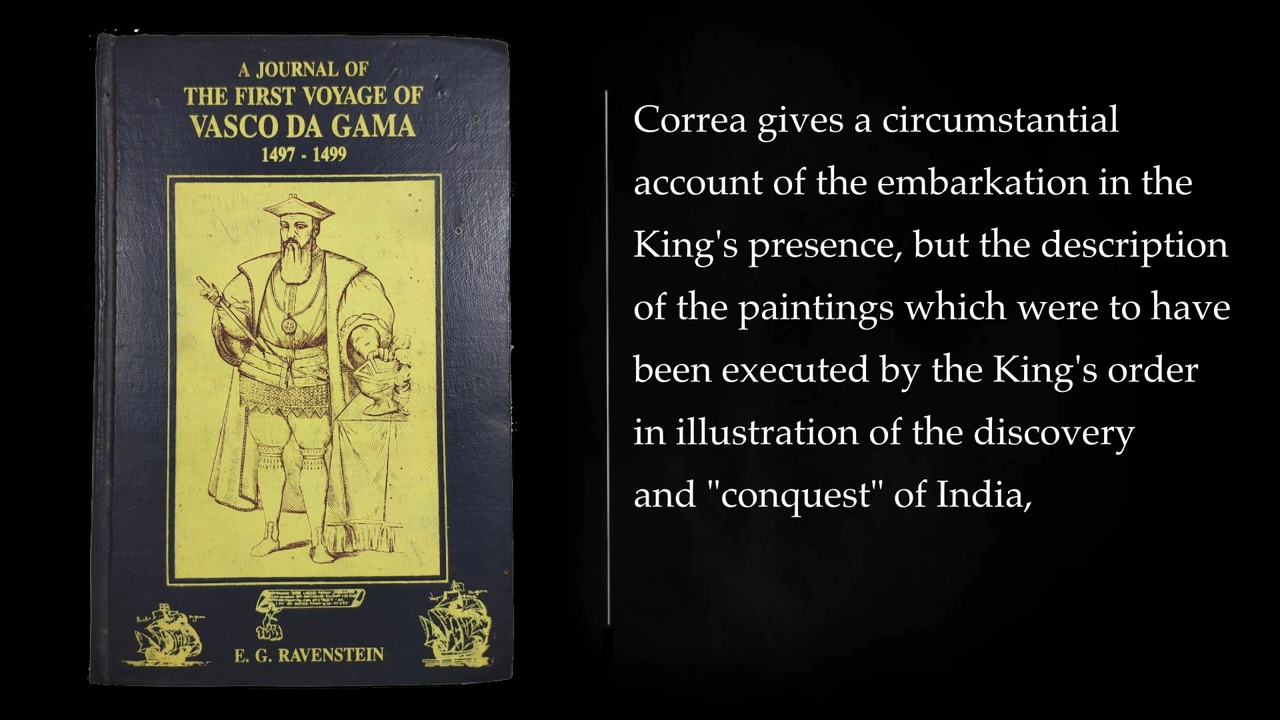 A JOURNAL OF
THE FIRST VOYAGE OF
VASCO DA GAMA
1497 - 1499
E. G. RAVENSTEIN
Correa gives a circumstantial
account of the embarkation in the
King's presence, but the description
of the paintings which were to have
been executed by the King's order
in illustration of the discovery
and "conquest" of India,